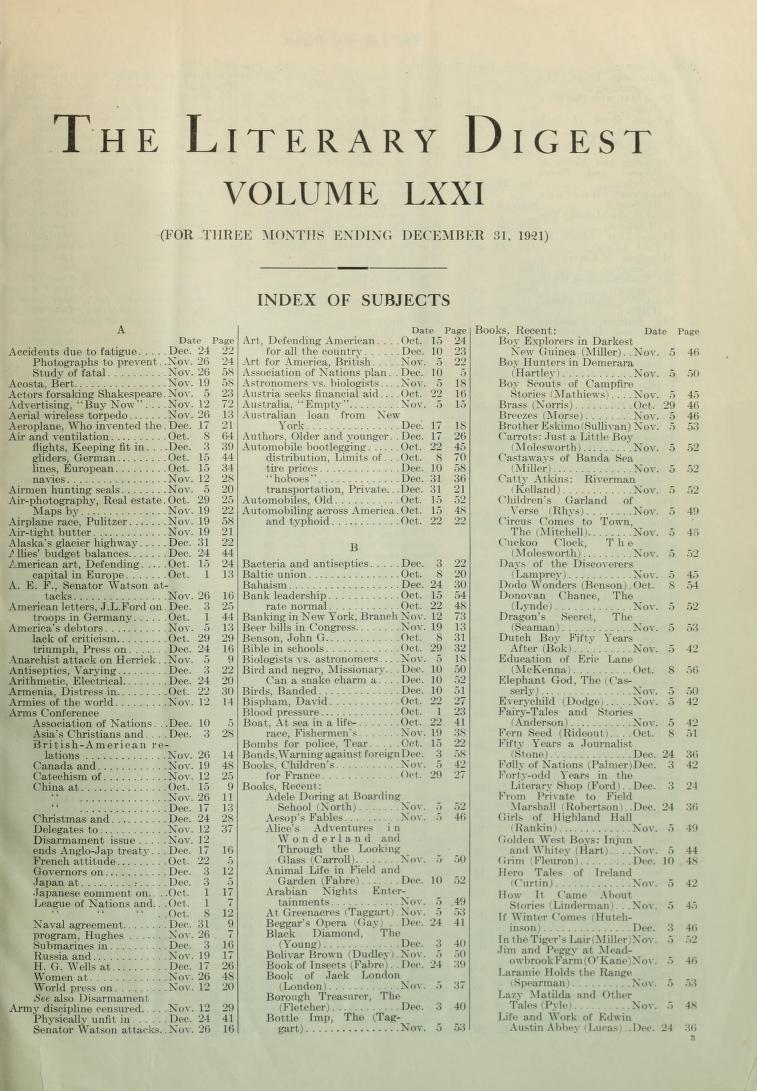 THE LITERARY DIGEST
VOLUME LXXI
(FOR THREE MONTHS ENDING DECEMBER 31, 1921)
INDEX OF SUBJECTS
A
Date Page
Accidents due to fatigue.....Dec. 24 22
Photographs to prevent..Nov. 26 24
Study of fatal..........Nov. 26 58
Acosta, Bert...............Nov. 19 58
Actors forsaking Shakespeare.Nov. 5 23
Advertising, "Buy Now"....Nov. 12 72
Aerial wireless torpedo......Nov. 26 13
Aeroplane, Who invented the.Dec. 17 21
Air and ventilation.........Oct. 8 64
flights, Keeping fit in....Dec. 3 39
gliders, German........Oct. 15 44
lines, European........Oct. 15 34
navies................Nov. 12 28
Airmen hunting seals........Nov. 5 20
Air-photography, Real estate.Oct. 29 25
Maps by..............Nov. 19 22
Airplane race, Pulitzer......Nov. 19 58
Air-tight butter............Nov. 19 21
Alaska's glacier highway.....Dec. 31 22
Allies' budget balances......Dec. 24 44
American art, Defending....Oct. 15 24
capital in Europe.......Oct. 1 13
A. E. F., Senator Watson at-
tacks.................Nov. 26 16
American letters, J.L.Ford on.Dec. 3 25
troops in Germany......Oct. 1 44
America's debtors..........Nov. 5 13
lack of criticism........Oct. 29 29
triumph, Press on.......Dec. 24 16
Anarchist attack on Herrick..Nov. 5 9
Antiseptics, Varying........Dec. 3 22
Arithmetic, Electrical.......Dec. 24 20
Armenia, Distress in........Oct. 22 30
Armies of the world.........Nov. 12 14
Arms Conference
Association of Nations...Dec. 10 5
Asia's Christians and....Dec. 3 28
British-American re-
lations...............Nov. 26 14
Canada and...........Nov. 19 48
Catechism of..........Nov. 12 25
China at..............Oct. 15 9
" ..............Nov. 26 11
" ..............Dec. 17 13
Christmas and.........Dec. 24 28
Delegates to...........Nov. 12 37
Disarmament issue.....Nov. 12
ends Anglo-Jap treaty...Dec. 17 16
French attitude........Oct. 22 5
Governors on..........Dec. 3 12
Japan at..............Dec. 3 5
Japanese comment on...Oct. 1 17
League of Nations and...Oct. 1 7
" " " ..Oct. 8 12
Naval agreement.......Dec. 31 9
program, Hughes.......Nov. 26 7
Submarines in.........Dec. 3 16
Russia and............Nov. 19 17
H. G. Wells at.........Dec. 17 26
Women at.............Nov. 26 48
World press on.........Nov. 12 20
See also Disarmament
Army discipline censured....Nov. 12 29
Physically unfit in......Dec. 24 41
Senator Watson attacks..Nov. 26 16
Date Page
Art, Defending American....Oct. 15 24
for all the country......Dec. 10 23
Art for America, British.....Nov. 5 22
Association of Nations plan...Dec. 10 5
Astronomers vs. biologists....Nov. 5 18
Austria seeks financial aid....Oct. 22 16
Australia, "Empty".........Nov. 5 15
Australian loan from New
York.................Dec. 17 18
Authors, Older and younger..Dec. 17 26
Automobile bootlegging.....Oct. 22 45
distribution, Limits of...Oct. 8 70
tire prices.............Dec. 10 58
"hoboes"..............Dec. 31 36
transportation, Private...Dec. 31 21
Automobiles, Old...........Oct. 15 52
Automobiling across America.Oct. 15 48
and typhoid...........Oct. 22 22
B
Bacteria and antiseptics.....Dec. 3 22
Baltic union...............Oct. 8 20
Bahaism..................Dec. 24 30
Bank leadership............Oct. 15 54
rate normal............Oct. 22 48
Banking in New York, Branch Nov. 12 73
Beer bills in Congress........Nov. 19 13
Benson, John G............Oct. 8 31
Bible in schools............Oct. 29 32
Biologists vs. astronomers....Nov. 5 18
Bird and negro, Missionary...Dec. 10 50
Can a snake charm a....Dec. 10 52
Birds, Banded.............Dec. 10 51
Bispham, David...........Oct. 22 27
Blood pressure.............Oct. 1 23
Boat, At sea in a life-........Oct. 22 41
race, Fishermen's.......Nov. 19 38
Bombs for police, Tear......Oct. 15 22
Bonds,Warning against foreignDec. 3 58
Books, Children's...........Nov. 5 42
for France.............Oct. 29 27
Books, Recent:
Adele Doring at Boarding
School (North).......Nov. 5 52
Aesop's Fables.........Nov. 5 46
Alice's Adventures in
Wonderland and
Through the Looking
Glass (Carroll).......Nov. 5 50
Animal Life in Field and
Garden (Fabre)......Dec. 10 52
Arabian Nights Enter-
tainments...........Nov. 5 49
At Greenacres (Taggart).Nov. 5 53
Beggar's Opera (Gay)...Dec. 24 41
Black Diamond, The
(Young).............Dec. 3 40
Bolivar Brown (Dudley).Nov. 5 50
Book of Insects (Fabre)..Dec. 24 39
Book of Jack London
(London)............Nov. 5 37
Borough Treasurer, The
(Fletcher)...........Dec. 3 40
Bottle Imp, The (Tag-
gart)................Nov. 5 53
Books, Recent: Date Page
Boy Explorers in Darkest
New Guinea (Miller)..Nov. 5 46
Boy Hunters in Demerara
(Hartley)...........Nov. 5 50
Boy Scouts of Campfire
Stories (Mathiews)....Nov. 5 45
Brass (Norris)..........Oct. 29 46
Breezes (Morse)........Nov. 5 46
Brother Eskimo(Sullivan)Nov. 5 53
Carrots: Just a Little Boy
(Molesworth)........Nov. 5 52
Castaways of Banda Sea
(Miller).............Nov. 5 52
Catty Atkins: Riverman
(Kelland)...........Nov. 5 52
Children's Garland of
Verse (Rhys).........Nov. 5 49
Circus Comes to Town,
The (Mitchell).......Nov. 5 48
Cuckoo Clock, The
(Molesworth)........Nov. 5 52
Days of the Discoverers
(Lamprey)...........Nov. 5 45
Dodo Wonders (Benson).Oct. 8 54
Donovan Chance, The
(Lynde).............Nov. 5 52
Dragon's Secret, The
(Seaman)............Nov. 5 53
Dutch Boy Fifty Years
After (Bok)..........Nov. 5 42
Education of Eric Lane
(McKenna)..........Oct. 8 56
Elephant God, The (Cas-
serly)...............Nov. 5 50
Everychild (Dodge).....Nov. 5 42
Fairy-Tales and Stories
(Anderson)..........Nov. 5 42
Fern Seed (Rideout).....Oct. 8 51
Fifty Years a Journalist
(Stone).............Dec. 24 36
Folly of Nations (Palmer)Dec. 3 42
Forty-odd Years in the
Literary Shop (Ford)..Dec. 3 24
From Private to Field
Marshall (Robertson)..Dec. 24 36
Girls of Highland Hall
(Rankin)............Nov. 5 49
Golden West Boys: Injun
and Whitey (Hart)....Nov. 5 44
Grim (Fleuron).........Dec. 10 48
Hero Tales of Ireland
(Curtin).............Nov. 5 42
How It Came About
Stories (Linderman)...Nov. 5 45
If Winter Comes (Hutch-
inson)..............Dec. 3 46
In the Tiger's Lair(Miller)Nov. 5 52
Jim and Peggy at Mead-
owbrookFarm(O'Kane)Nov. 5 46
Laramie Holds the Range
(Spearman)..........Nov. 5 53
Lazy Matilda and Other
Tales (Pyle)..........Nov. 5 48
Life and Work of Edwin
Austin Abbey (Lucas)..Dec. 24 36
3